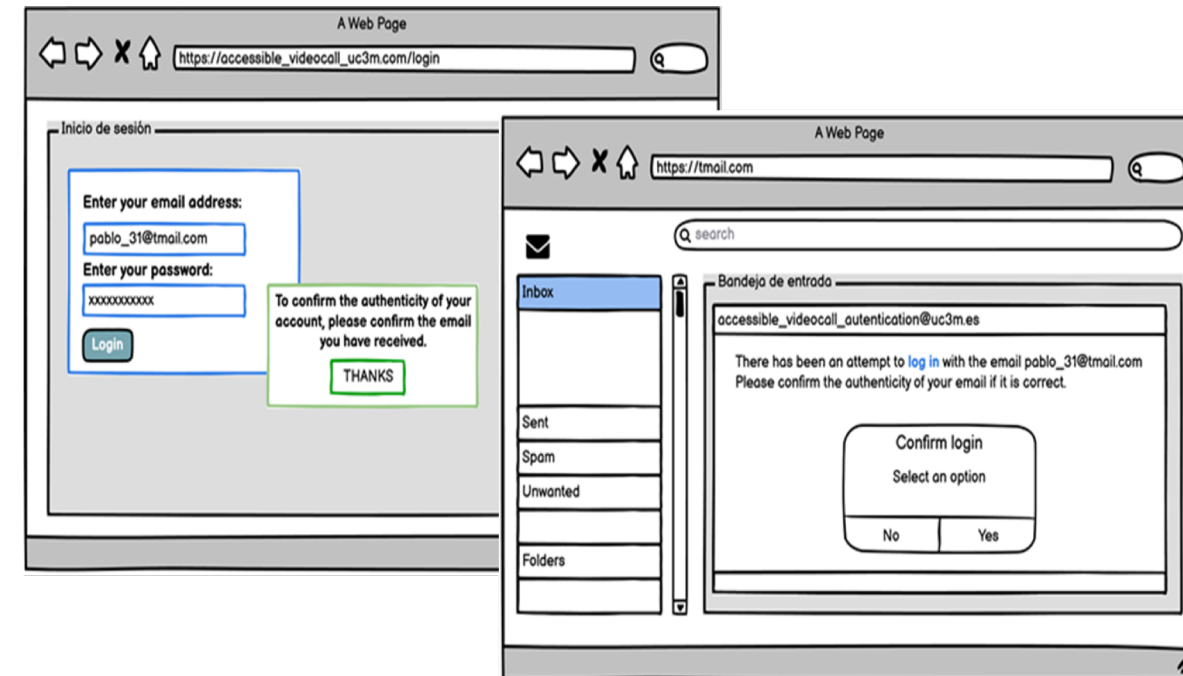 A Web Page
https://accessible_videocall_uc3m.com/login
Inicio de sesión
Enter your email address:
pablo_31@tmail.com
Enter your password:
xxxxxxxxxxx
Login
To confirm the authenticity of your
account, please confirm the email
you have received.
THANKS
A Web Page
https://tmail.com
search
Inbox
Sent
Spam
Unwanted
Folders
Bandeja de entrada
accessible_videocall_autentication@uc3m.es
There has been an attempt to log in with the email pablo_31@tmail.com
Please confirm the authenticity of your email if it is correct.
Confirm login
Select an option
No
Yes